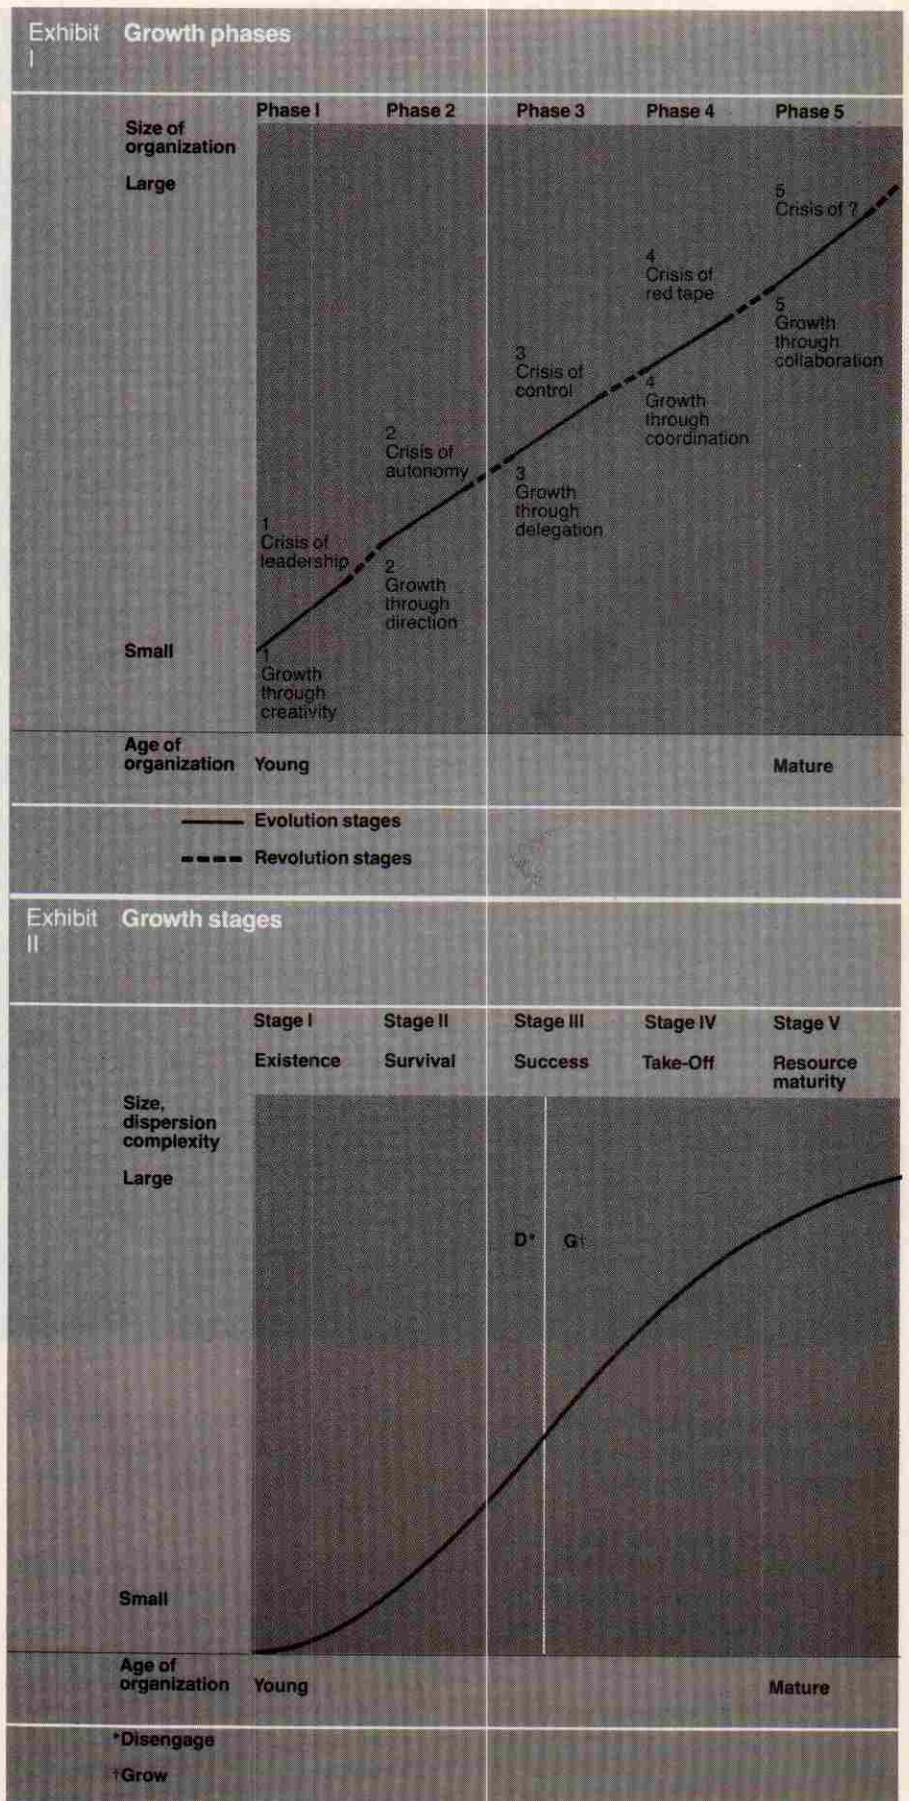 Exhibit Growth phases
I
Phase I Phase 2 Phase 3 Phase 4 Phase 5
Size of
organization
Large
5
Crisis of ?
4
Crisis of
red tape
5
Growth
through
collaboration
3
Crisis of
control
4
Growth
through
coordination
2
Crisis of
autonomy
3
Growth
through
delegation
1
Crisis of
leadership
2
Growth
through
direction
Small
1
Growth
through
creativity
Age of
organization Young Mature
Evolution stages
Revolution stages
Exhibit Growth stages
II
Stage I Stage II Stage III Stage IV Stage V
Existence Survival Success Take-Off Resource
maturity
Size,
dispersion
complexity
Large
D* G†
Small
Age of
organization Young Mature
*Disengage
†Grow